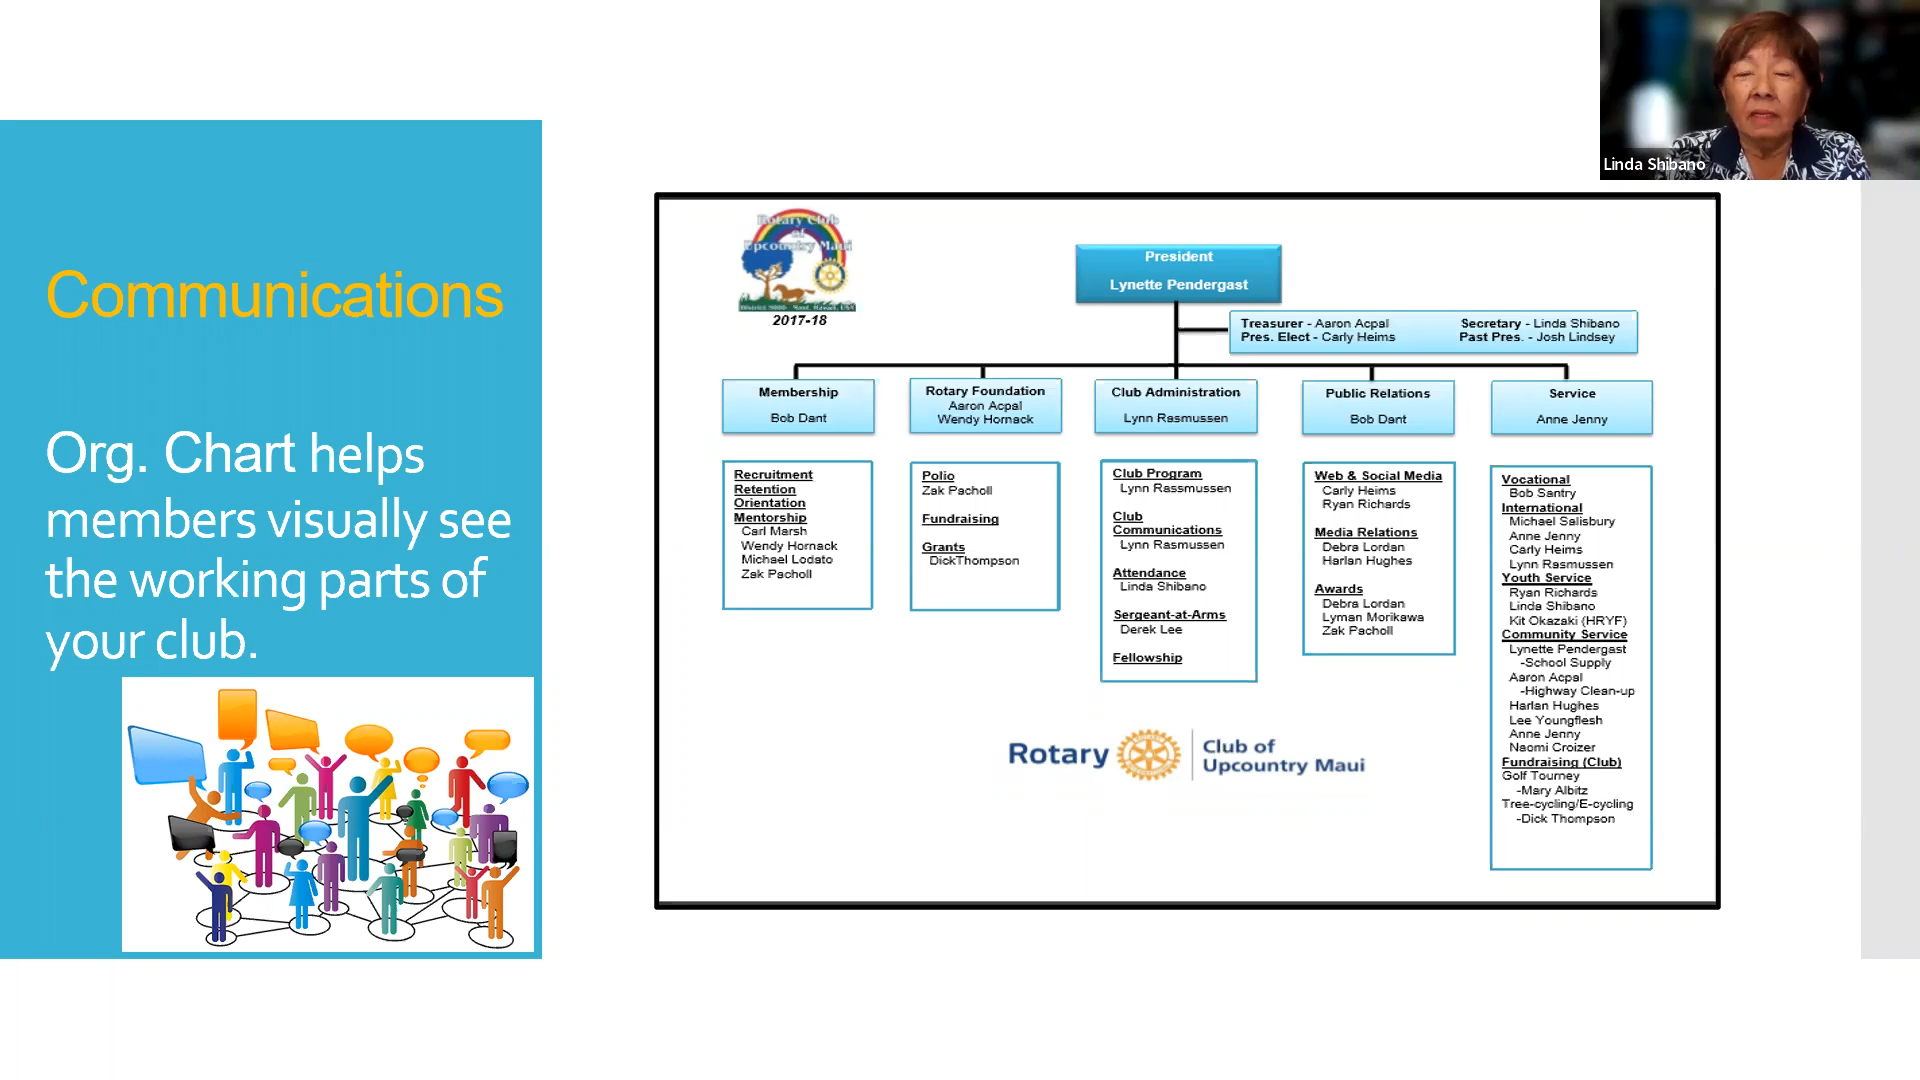 Communications
Org. Chart helps
members visually see
the working parts of
your club.
Linda Shibano
Rotary Club
of
Upcountry Maui
2017-18
President
Lynette Pendergast
Treasurer - Aaron Acpal
Secretary - Linda Shibano
Pres. Elect - Carly Heims
Past Pres. - Josh Lindsey
Membership
Bob Dant
Rotary Foundation
Aaron Acpal
Wendy Hornack
Club Administration
Lynn Rasmussen
Public Relations
Bob Dant
Service
Anne Jenny
Recruitment
Retention
Orientation
Mentorship
Carl Marsh
Wendy Hornack
Michael Lodato
Zak Pacholl
Polio
Zak Pacholl
Fundraising
Grants
DickThompson
Club Program
Lynn Rassmussen
Club
Communications
Lynn Rasmussen
Attendance
Linda Shibano
Sergeant-at-Arms
Derek Lee
Fellowship
Web & Social Media
Carly Heims
Ryan Richards
Media Relations
Debra Lordan
Harlan Hughes
Awards
Debra Lordan
Lyman Morikawa
Zak Pacholl
Vocational
Bob Santry
International
Michael Salisbury
Anne Jenny
Carly Heims
Lynn Rasmussen
Youth Service
Ryan Richards
Linda Shibano
Kit Okazaki (HRYF)
Community Service
Lynette Pendergast
-School Supply
Aaron Acpal
-Highway Clean-up
Harlan Hughes
Lee Youngflesh
Anne Jenny
Naomi Croizer
Fundraising (Club)
Golf Tourney
-Mary Albitz
Tree-cycling/E-cycling
-Dick Thompson
Rotary
Club of
Upcountry Maui